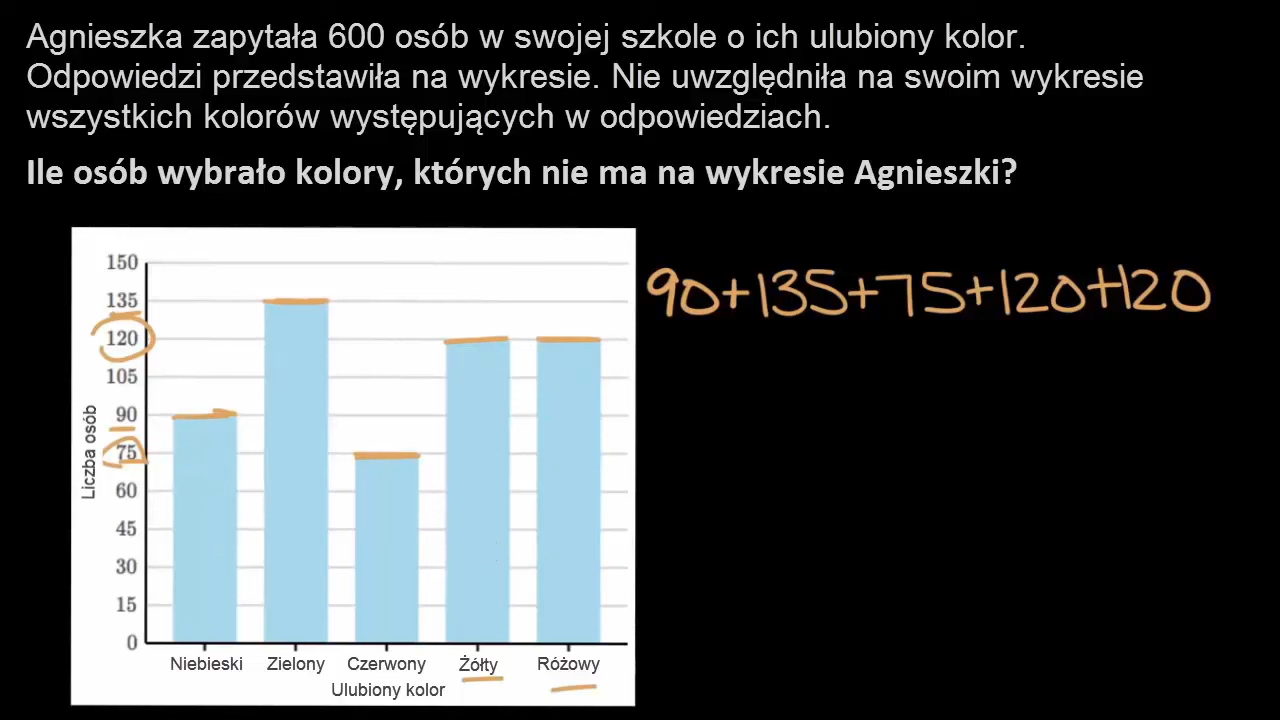 Agnieszka zapytała 600 osób w swojej szkole o ich ulubiony kolor.
Odpowiedzi przedstawiła na wykresie. Nie uwzględniła na swoim wykresie
wszystkich kolorów występujących w odpowiedziach.
Ile osób wybrało kolory, których nie ma na wykresie Agnieszki?
90+135+75+120+120
150
135
120
105
90
75
60
45
30
15
0
Liczba osób
Niebieski Zielony Czerwony Żółty Różowy
Ulubiony kolor